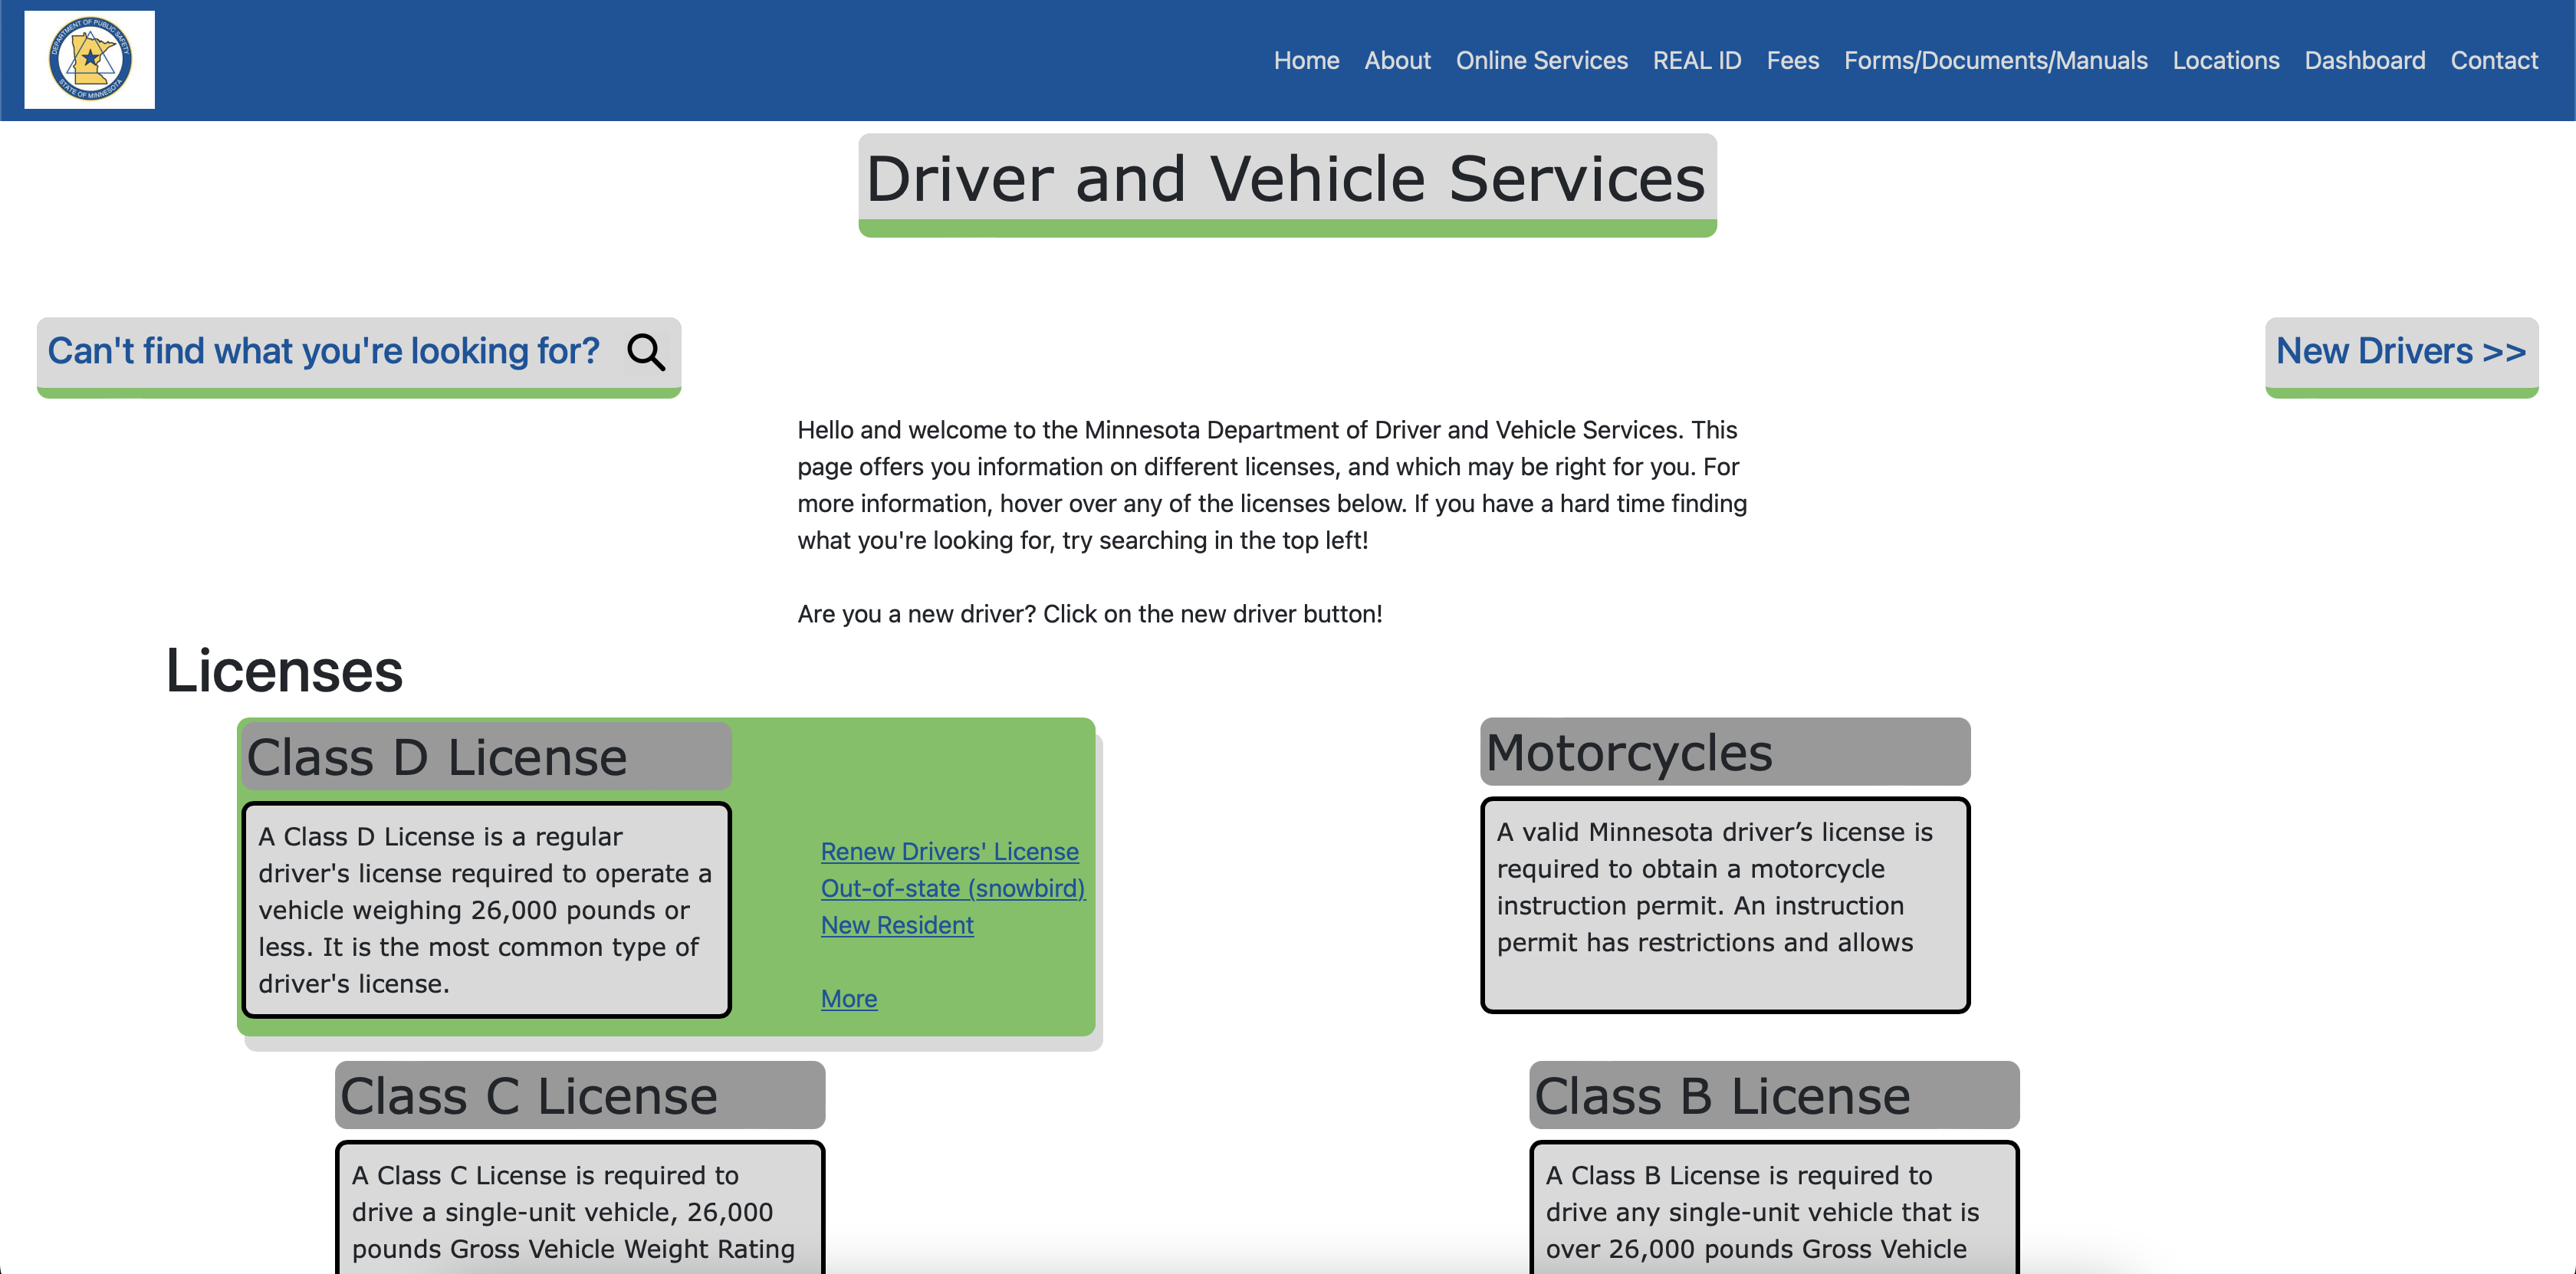 DEPARTMENT OF PUBLIC SAFETY
STATE OF MINNESOTA
Home About Online Services REAL ID Fees Forms/Documents/Manuals Locations Dashboard Contact
Driver and Vehicle Services
Can't find what you're looking for?
New Drivers >>
Hello and welcome to the Minnesota Department of Driver and Vehicle Services. This
page offers you information on different licenses, and which may be right for you. For
more information, hover over any of the licenses below. If you have a hard time finding
what you're looking for, try searching in the top left!
Are you a new driver? Click on the new driver button!
Licenses
Class D License
A Class D License is a regular
driver's license required to operate a
vehicle weighing 26,000 pounds or
less. It is the most common type of
driver's license.
Renew Drivers' License
Out-of-state (snowbird)
New Resident
More
Motorcycles
A valid Minnesota driver’s license is
required to obtain a motorcycle
instruction permit. An instruction
permit has restrictions and allows
Class C License
A Class C License is required to
drive a single-unit vehicle, 26,000
pounds Gross Vehicle Weight Rating
Class B License
A Class B License is required to
drive any single-unit vehicle that is
over 26,000 pounds Gross Vehicle